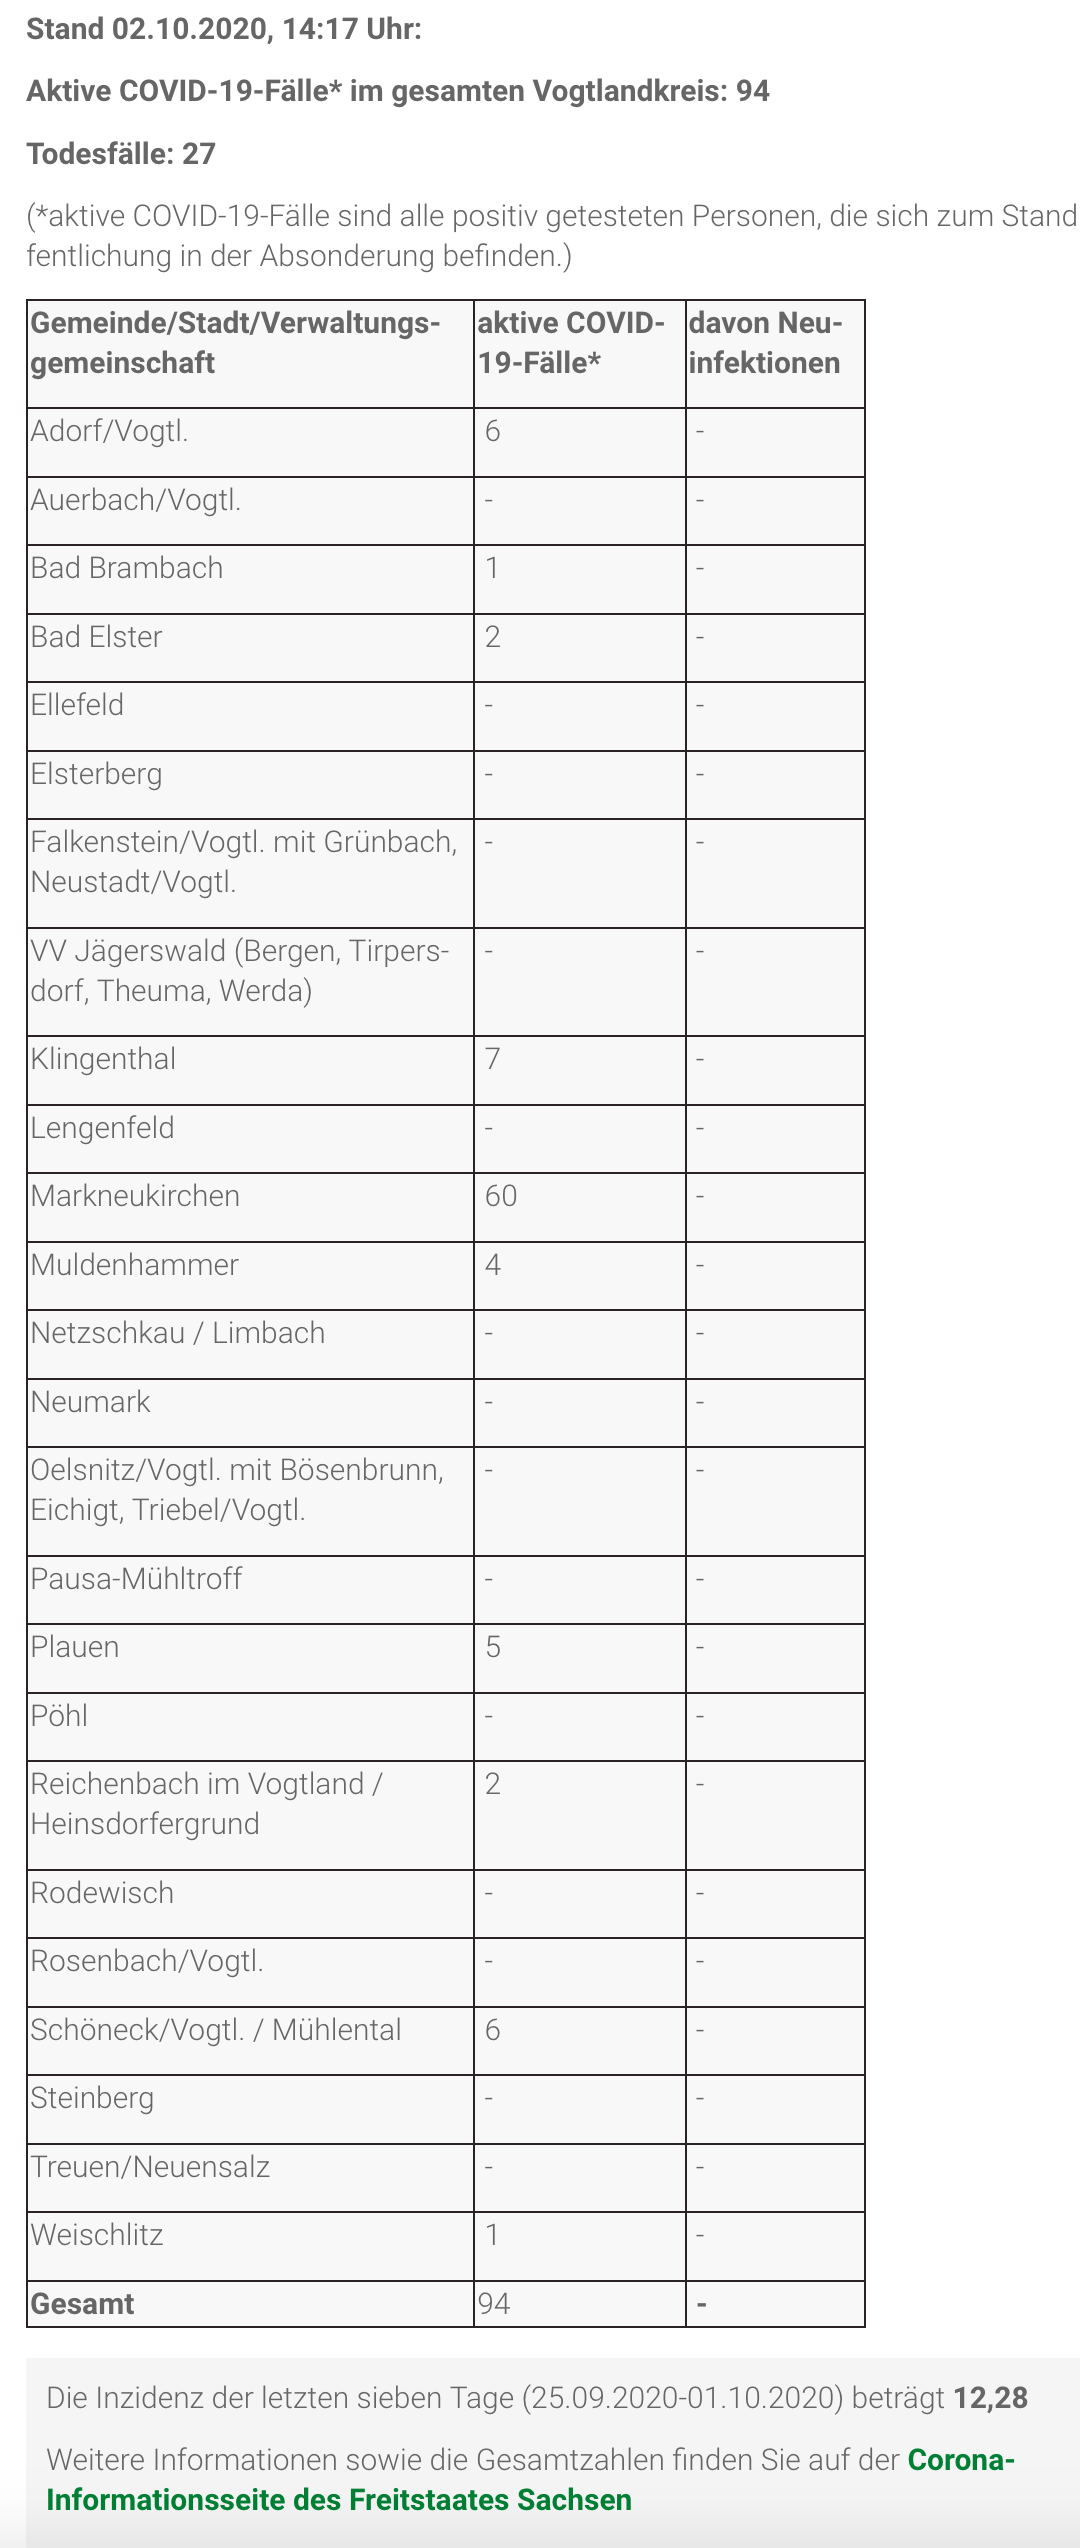 Stand 02.10.2020, 14:17 Uhr:
Aktive COVID-19-Fälle* im gesamten Vogtlandkreis: 94
Todesfälle: 27
(*aktive COVID-19-Fälle sind alle positiv getesteten Personen, die sich zum Stand
fentlichung in der Absonderung befinden.)
Gemeinde/Stadt/Verwaltungs- aktive COVID- davon Neu-
gemeinschaft 19-Fälle* infektionen
Adorf/Vogtl. 6 -
Auerbach/Vogtl. - -
Bad Brambach 1 -
Bad Elster 2 -
Ellefeld - -
Elsterberg - -
Falkenstein/Vogtl. mit Grünbach, - -
Neustadt/Vogtl.
VV Jägerswald (Bergen, Tirpers- - -
dorf, Theuma, Werda)
Klingenthal 7 -
Lengenfeld - -
Markneukirchen 60 -
Muldenhammer 4 -
Netzschkau / Limbach - -
Neumark - -
Oelsnitz/Vogtl. mit Bösenbrunn, - -
Eichigt, Triebel/Vogtl.
Pausa-Mühltroff - -
Plauen 5 -
Pöhl - -
Reichenbach im Vogtland / 2 -
Heinsdorfergrund
Rodewisch - -
Rosenbach/Vogtl. - -
Schöneck/Vogtl. / Mühlental 6 -
Steinberg - -
Treuen/Neuensalz - -
Weischlitz 1 -
Gesamt 94 -
Die Inzidenz der letzten sieben Tage (25.09.2020-01.10.2020) beträgt 12,28
Weitere Informationen sowie die Gesamtzahlen finden Sie auf der Corona-
Informationsseite des Freitstaates Sachsen